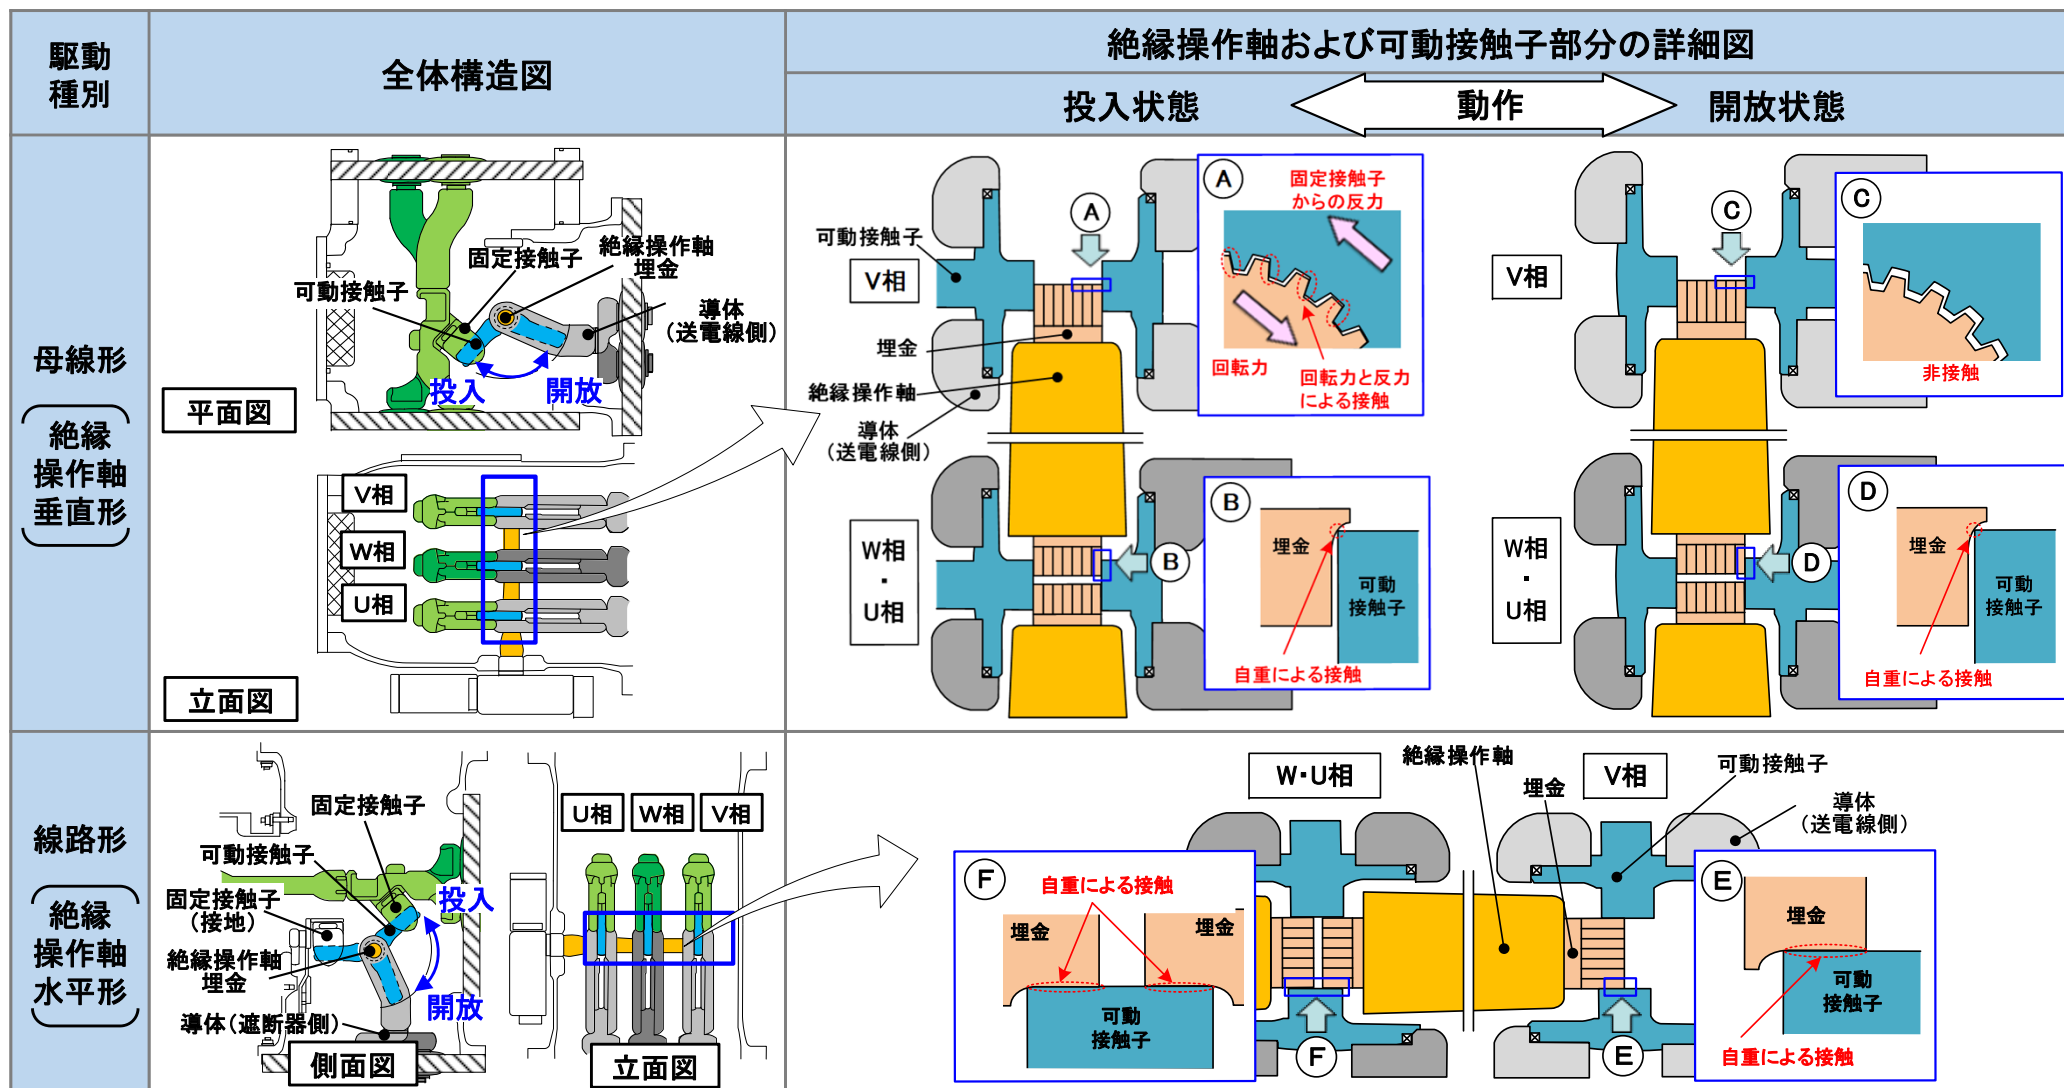 駆動
種別
全体構造図
絶縁操作軸および可動接触子部分の詳細図
投入状態
動作
開放状態
母線形
絶縁
操作軸
垂直形
固定接触子
絶縁操作軸
埋金
可動接触子
導体
(送電線側)
投入
開放
平面図
V相
W相
U相
立面図
可動接触子
V相
埋金
絶縁操作軸
導体
(送電線側)
W相
・
U相
A
A
固定接触子
からの反力
回転力
回転力と反力
による接触
B
B
埋金
可動
接触子
自重による接触
V相
C
C
非接触
W相
・
U相
D
D
埋金
可動
接触子
自重による接触
線路形
絶縁
操作軸
水平形
固定接触子
可動接触子
固定接触子
(接地)
投入
絶縁操作軸
埋金
開放
導体(遮断器側)
側面図
U相
W相
V相
立面図
W・U相
絶縁操作軸
埋金
V相
可動接触子
導体
(送電線側)
F
自重による接触
埋金
埋金
可動
接触子
F
E
埋金
可動
接触子
自重による接触
E